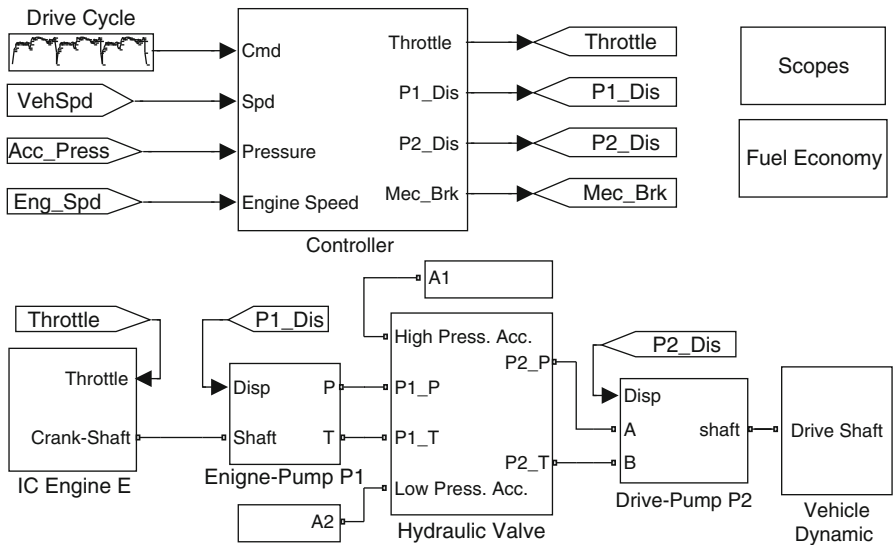 Drive Cycle
Cmd
VehSpd
Spd
Acc_Press
Pressure
Eng_Spd
Engine Speed
Throttle
P1_Dis
P2_Dis
Mec_Brk
Controller
Throttle
P1_Dis
P2_Dis
Mec_Brk
Scopes
Fuel Economy
A1
Throttle
P1_Dis
High Press. Acc.
P2_P
P2_Dis
Throttle
Crank-Shaft
IC Engine E
Disp
P
Shaft
T
Enigne-Pump P1
P1_P
P1_T
P2_T
Low Press. Acc.
Hydraulic Valve
A2
Disp
A
shaft
B
Drive-Pump P2
Drive Shaft
Vehicle
Dynamic